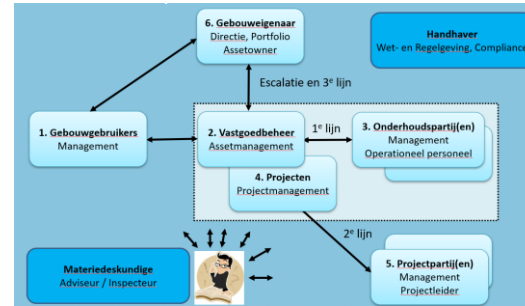 6. Gebouweigenaar
Directie, Portfolio
Assetowner
Handhaver
Wet- en Regelgeving, Compliance
Escalatie en 3e lijn
1. Gebouwgebruikers
Management
2. Vastgoedbeheer
Assetmanagement
1e lijn
3. Onderhoudspartij(en)
Management
Operationeel personeel
4. Projecten
Projectmanagement
2e lijn
Materiedeskundige
Adviseur / Inspecteur
5. Projectpartij(en)
Management
Projectleider